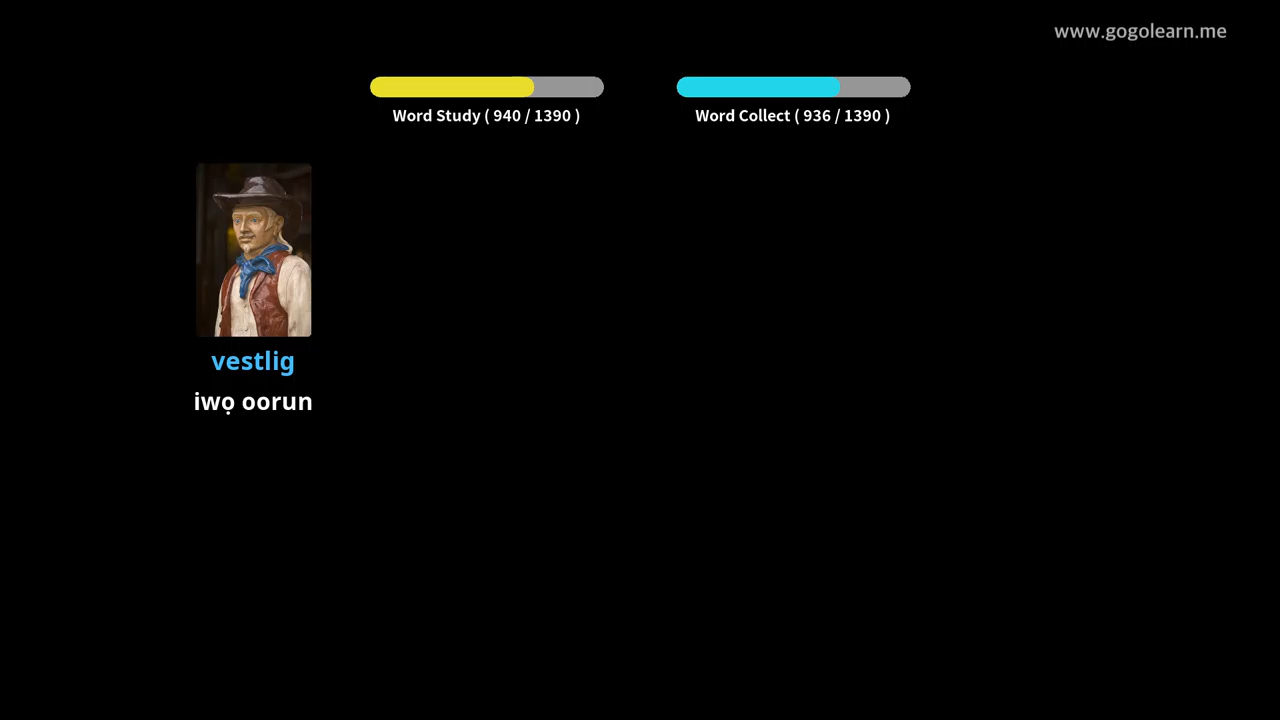 www.gogolearn.me
Word Study ( 940 / 1390 )
Word Collect ( 936 / 1390 )
vestlig
iwọ oorun